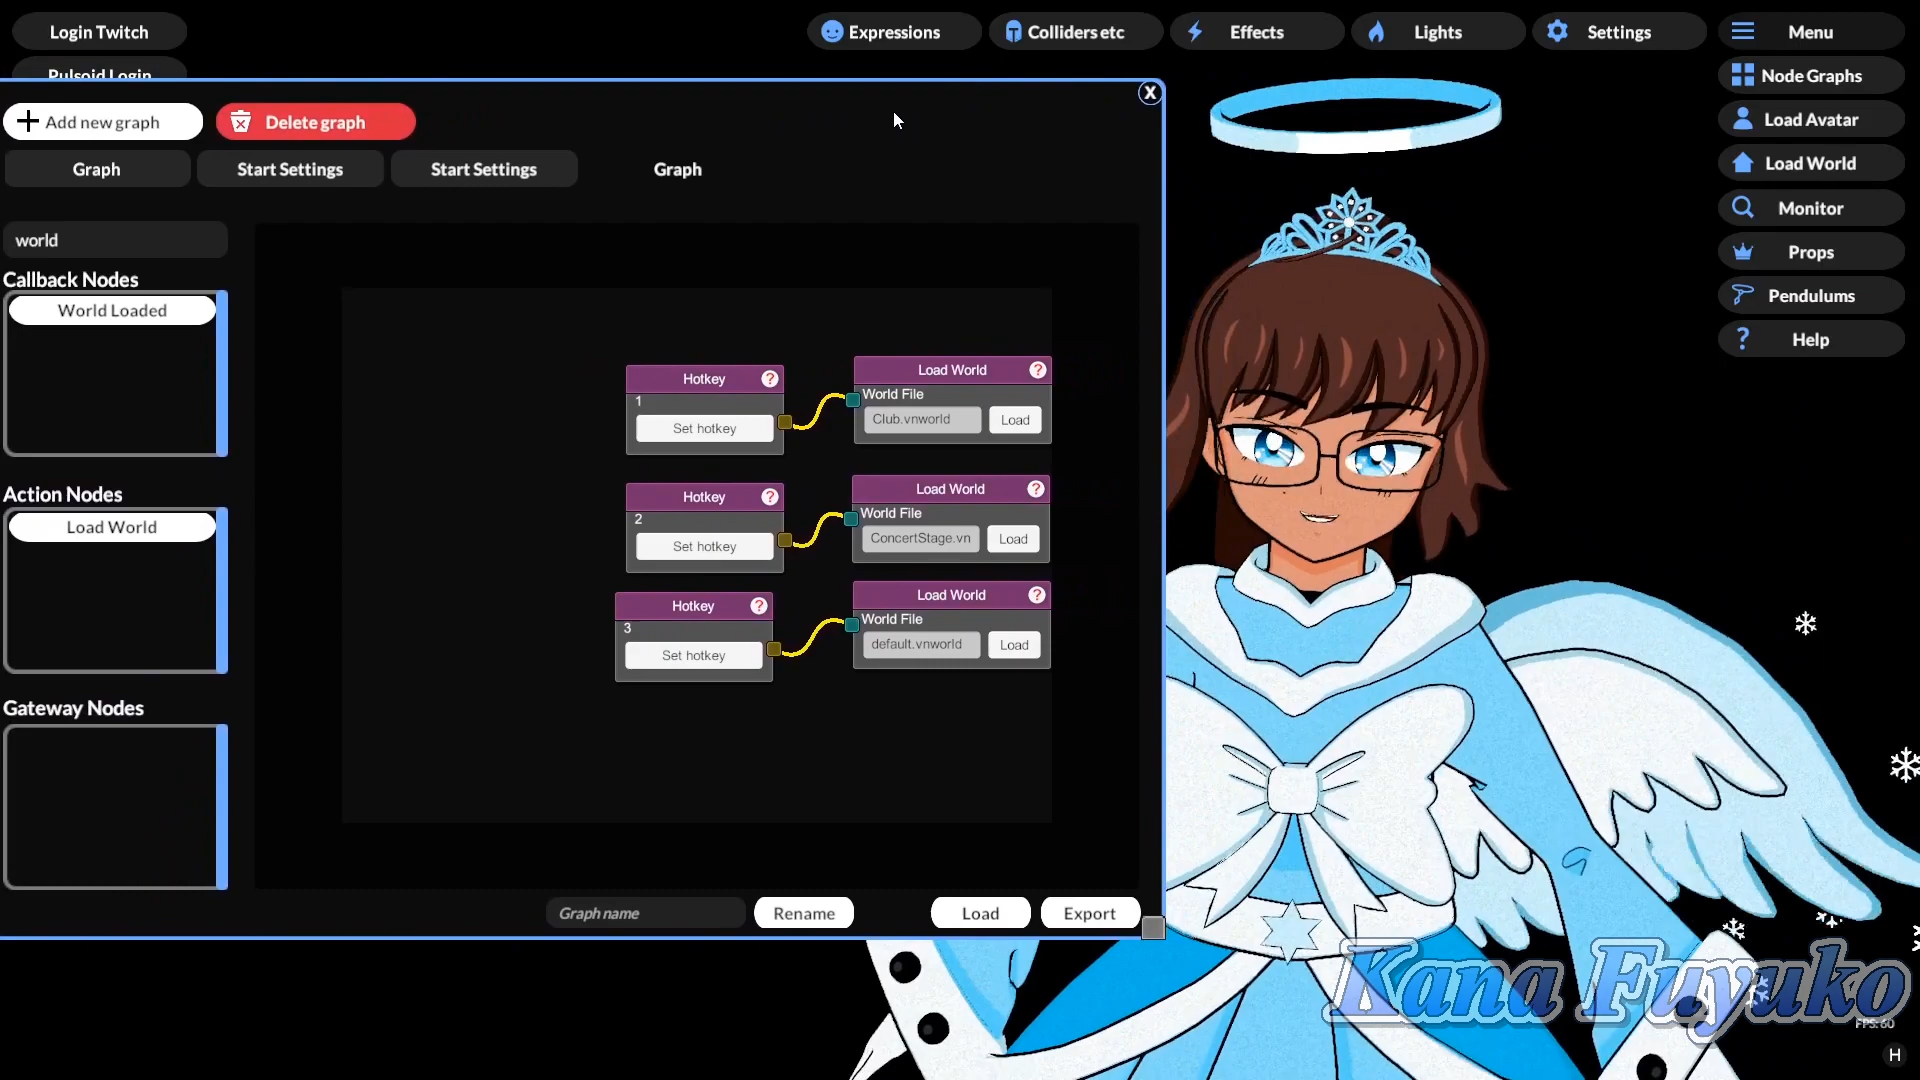 Login Twitch
Expressions
Colliders etc
Effects
Lights
Settings
Menu
Pulsoid Login
Node Graphs
X
Add new graph
Delete graph
Load Avatar
Graph
Start Settings
Start Settings
Graph
Load World
Monitor
world
Props
Callback Nodes
World Loaded
Pendulums
Help
Hotkey ?
1
Set hotkey
Load World ?
World File
Club.vnworld Load
Action Nodes
Load World
Hotkey ?
2
Set hotkey
Load World ?
World File
ConcertStage.vn Load
Hotkey ?
3
Set hotkey
Load World ?
World File
default.vnworld Load
Gateway Nodes
Graph name
Rename
Load
Export
Kana Fuyuko
FPS:60
H